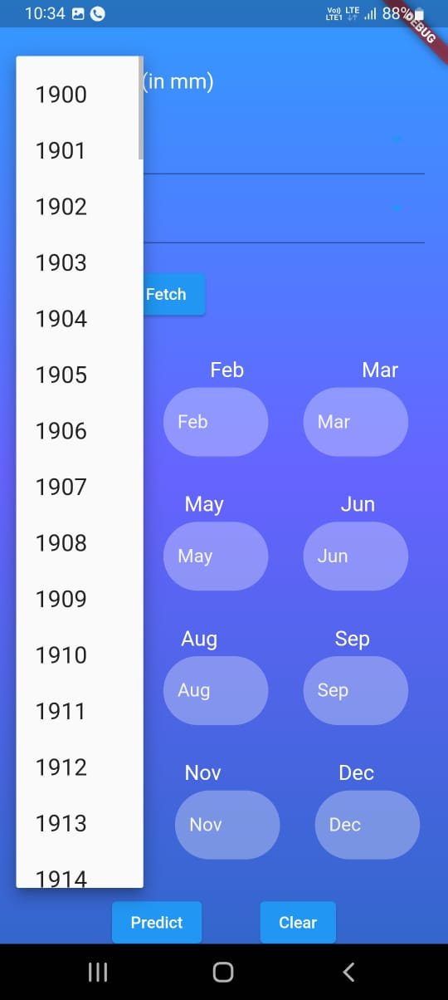 10:34 Vo)) LTE LTE1 88%
DEBUG
(in mm)
1900
1901
1902
1903
Fetch
1904
1905
Feb Mar
1906
Feb Mar
1907
May Jun
1908
May Jun
1909
1910
Aug Sep
1911
Aug Sep
1912
Nov Dec
1913
Nov Dec
1914
Predict Clear